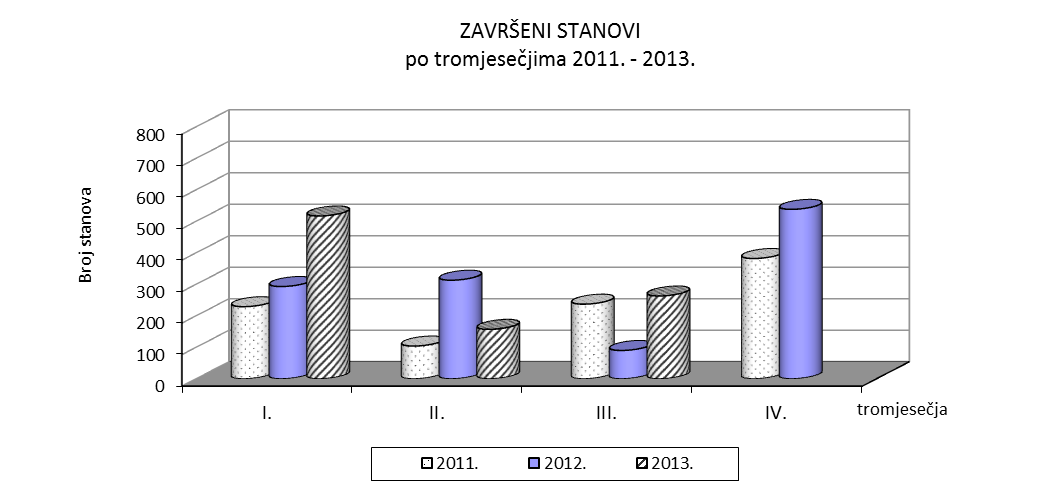 ZAVRŠENI STANOVI
po tromjesečjima 2011. - 2013.
Broj stanova
800
700
600
500
400
300
200
100
0
I.
II.
III.
IV.
tromjesečja
2011.
2012.
2013.